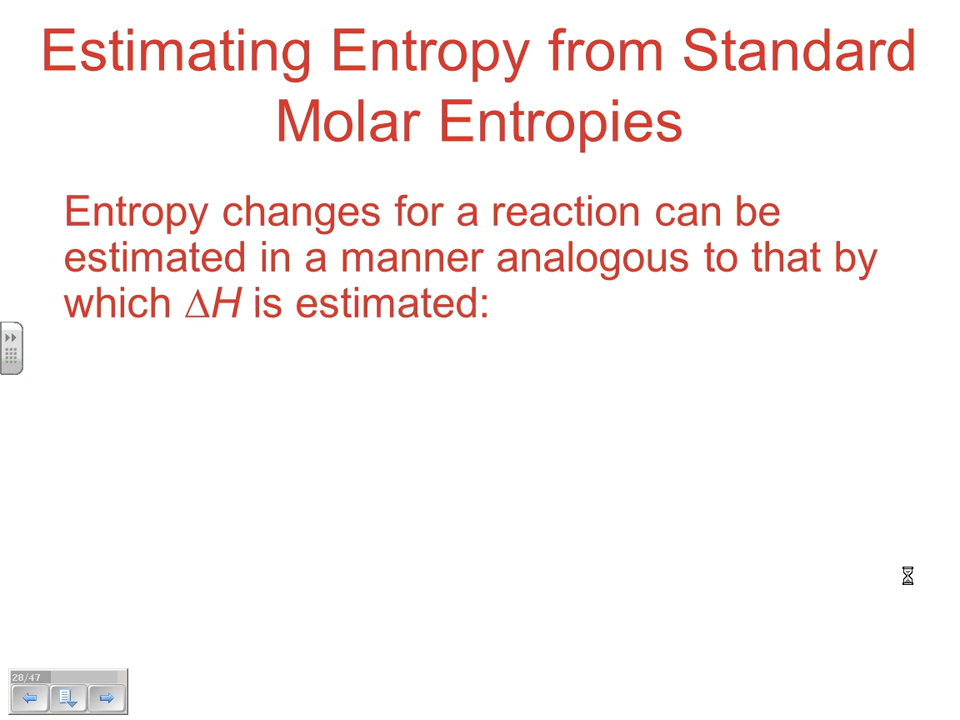 Estimating Entropy from Standard
Molar Entropies
Entropy changes for a reaction can be
estimated in a manner analogous to that by
which ∆H is estimated:
28/47